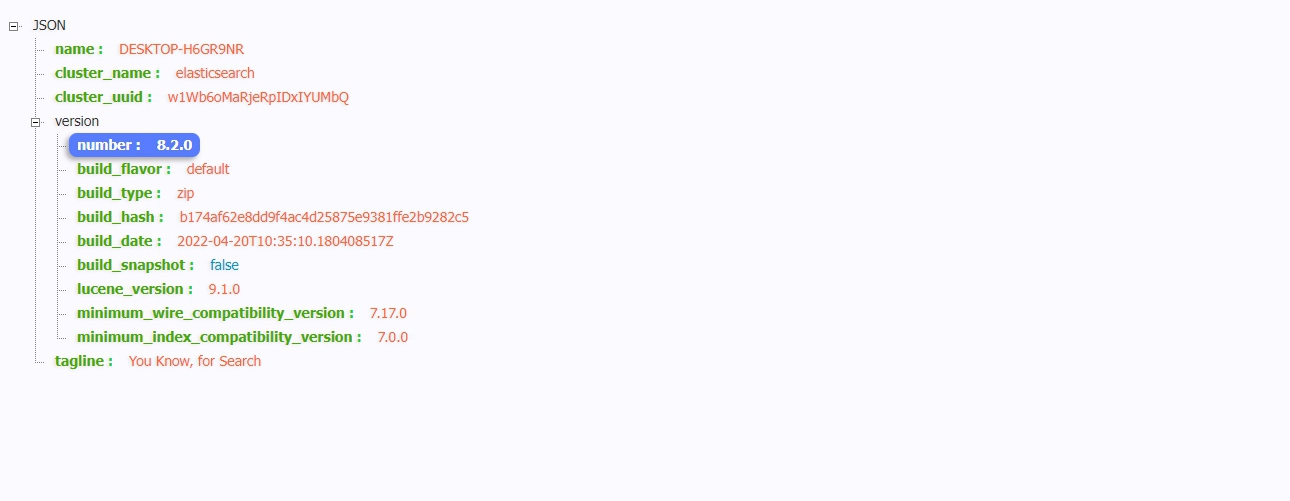 JSON
name : DESKTOP-H6GR9NR
cluster_name : elasticsearch
cluster_uuid : w1Wb6oMaRjeRpIDxIYUMbQ
version
number : 8.2.0
build_flavor : default
build_type : zip
build_hash : b174af62e8dd9f4ac4d25875e9381ffe2b9282c5
build_date : 2022-04-20T10:35:10.180408517Z
build_snapshot : false
lucene_version : 9.1.0
minimum_wire_compatibility_version : 7.17.0
minimum_index_compatibility_version : 7.0.0
tagline : You Know, for Search